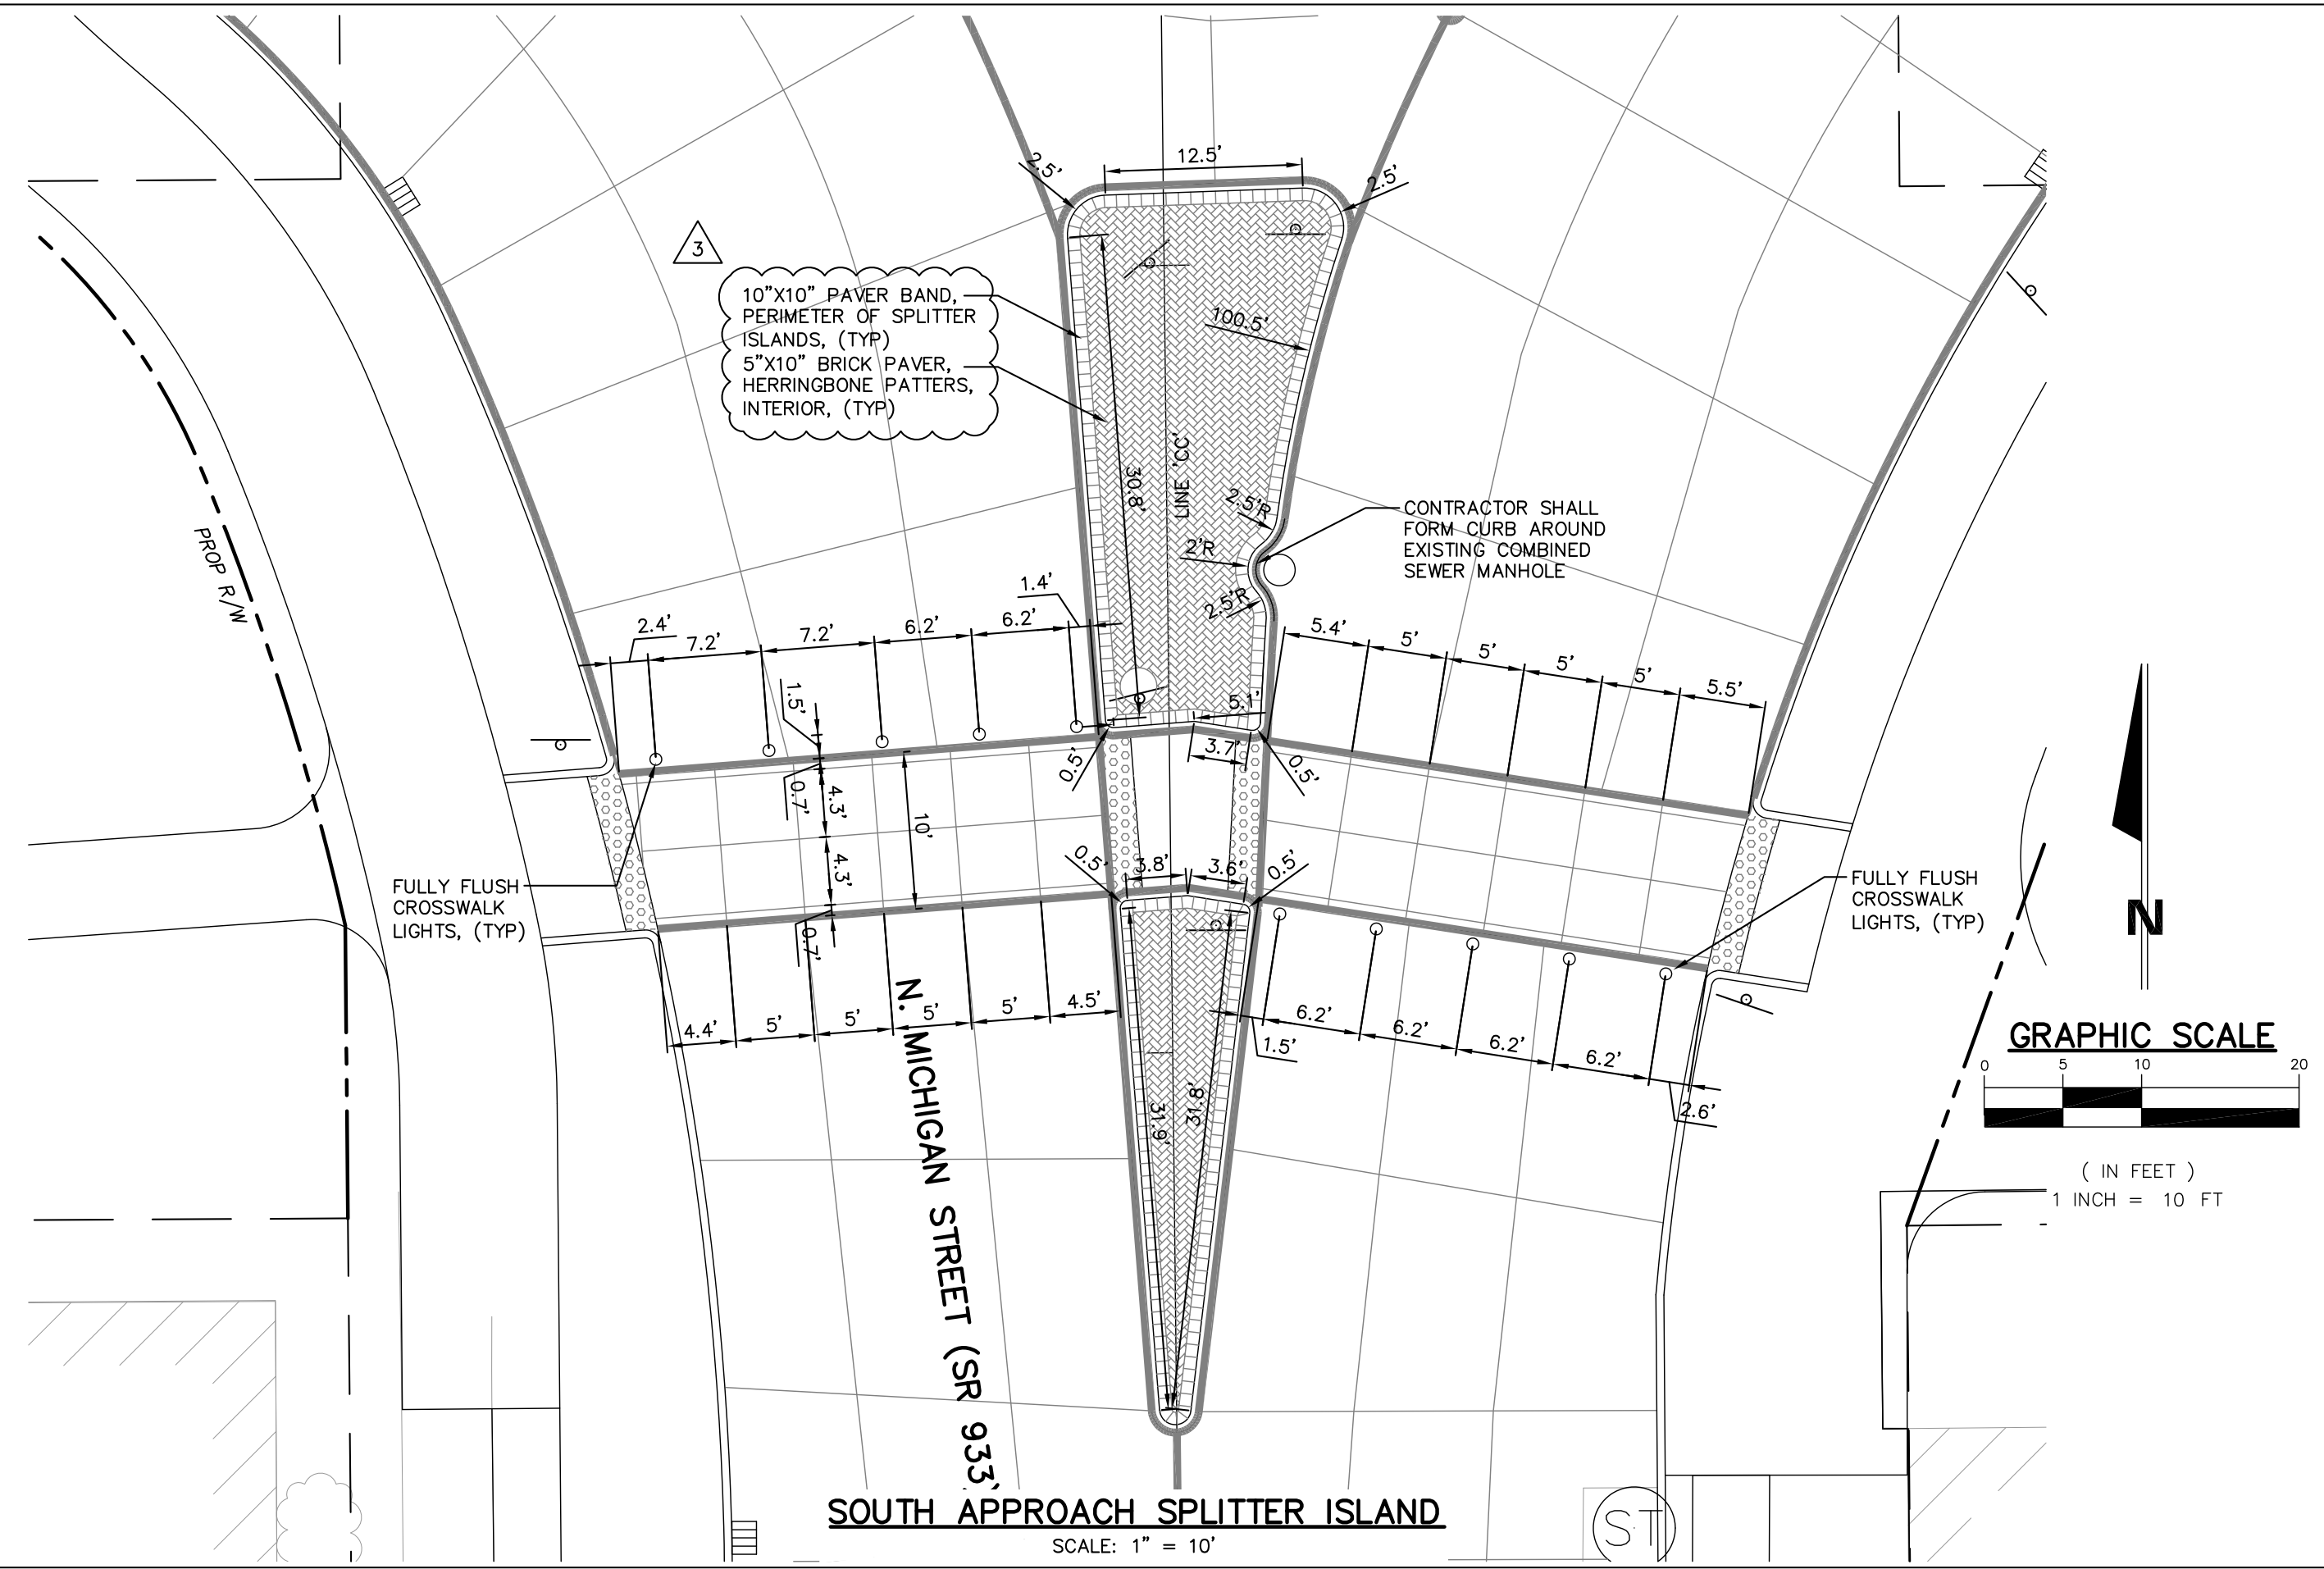 12.5'
2.5'
2.5'
3
10"X10" PAVER BAND,
PERIMETER OF SPLITTER
ISLANDS, (TYP)
5"X10" BRICK PAVER,
HERRINGBONE PATTERS,
INTERIOR, (TYP)
100.5'
30.8'
LINE 'CC'
2.5'R
2'R
2.5'R
CONTRACTOR SHALL
FORM CURB AROUND
EXISTING COMBINED
SEWER MANHOLE
PROP R/W
2.4'
7.2'
7.2'
6.2'
6.2'
1.4'
5.4'
5'
5'
5'
5'
5.5'
1.5'
5.1'
3.7'
0.5'
0.5'
0.7'
4.3'
10'
4.3'
0.7'
0.5'
3.8'
3.6'
0.5'
FULLY FLUSH
CROSSWALK
LIGHTS, (TYP)
FULLY FLUSH
CROSSWALK
LIGHTS, (TYP)
4.4'
5'
5'
5'
5'
4.5'
1.5'
6.2'
6.2'
6.2'
6.2'
2.6'
31.9'
31.8'
N. MICHIGAN STREET (SR 933)
N
GRAPHIC SCALE
0 5 10 20
( IN FEET )
1 INCH = 10 FT
ST
SOUTH APPROACH SPLITTER ISLAND
SCALE: 1" = 10'